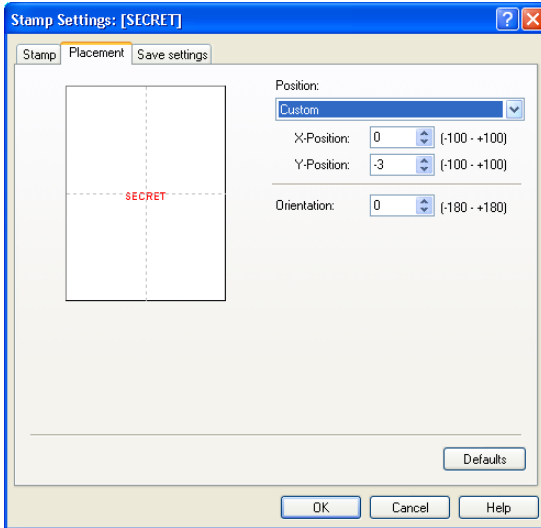 Stamp Settings: [SECRET]
Stamp Placement Save settings
Position:
Custom
X-Position: 0 (-100 - +100)
Y-Position: -3 (-100 - +100)
SECRET
Orientation: 0 (-180 - +180)
Defaults
OK Cancel Help